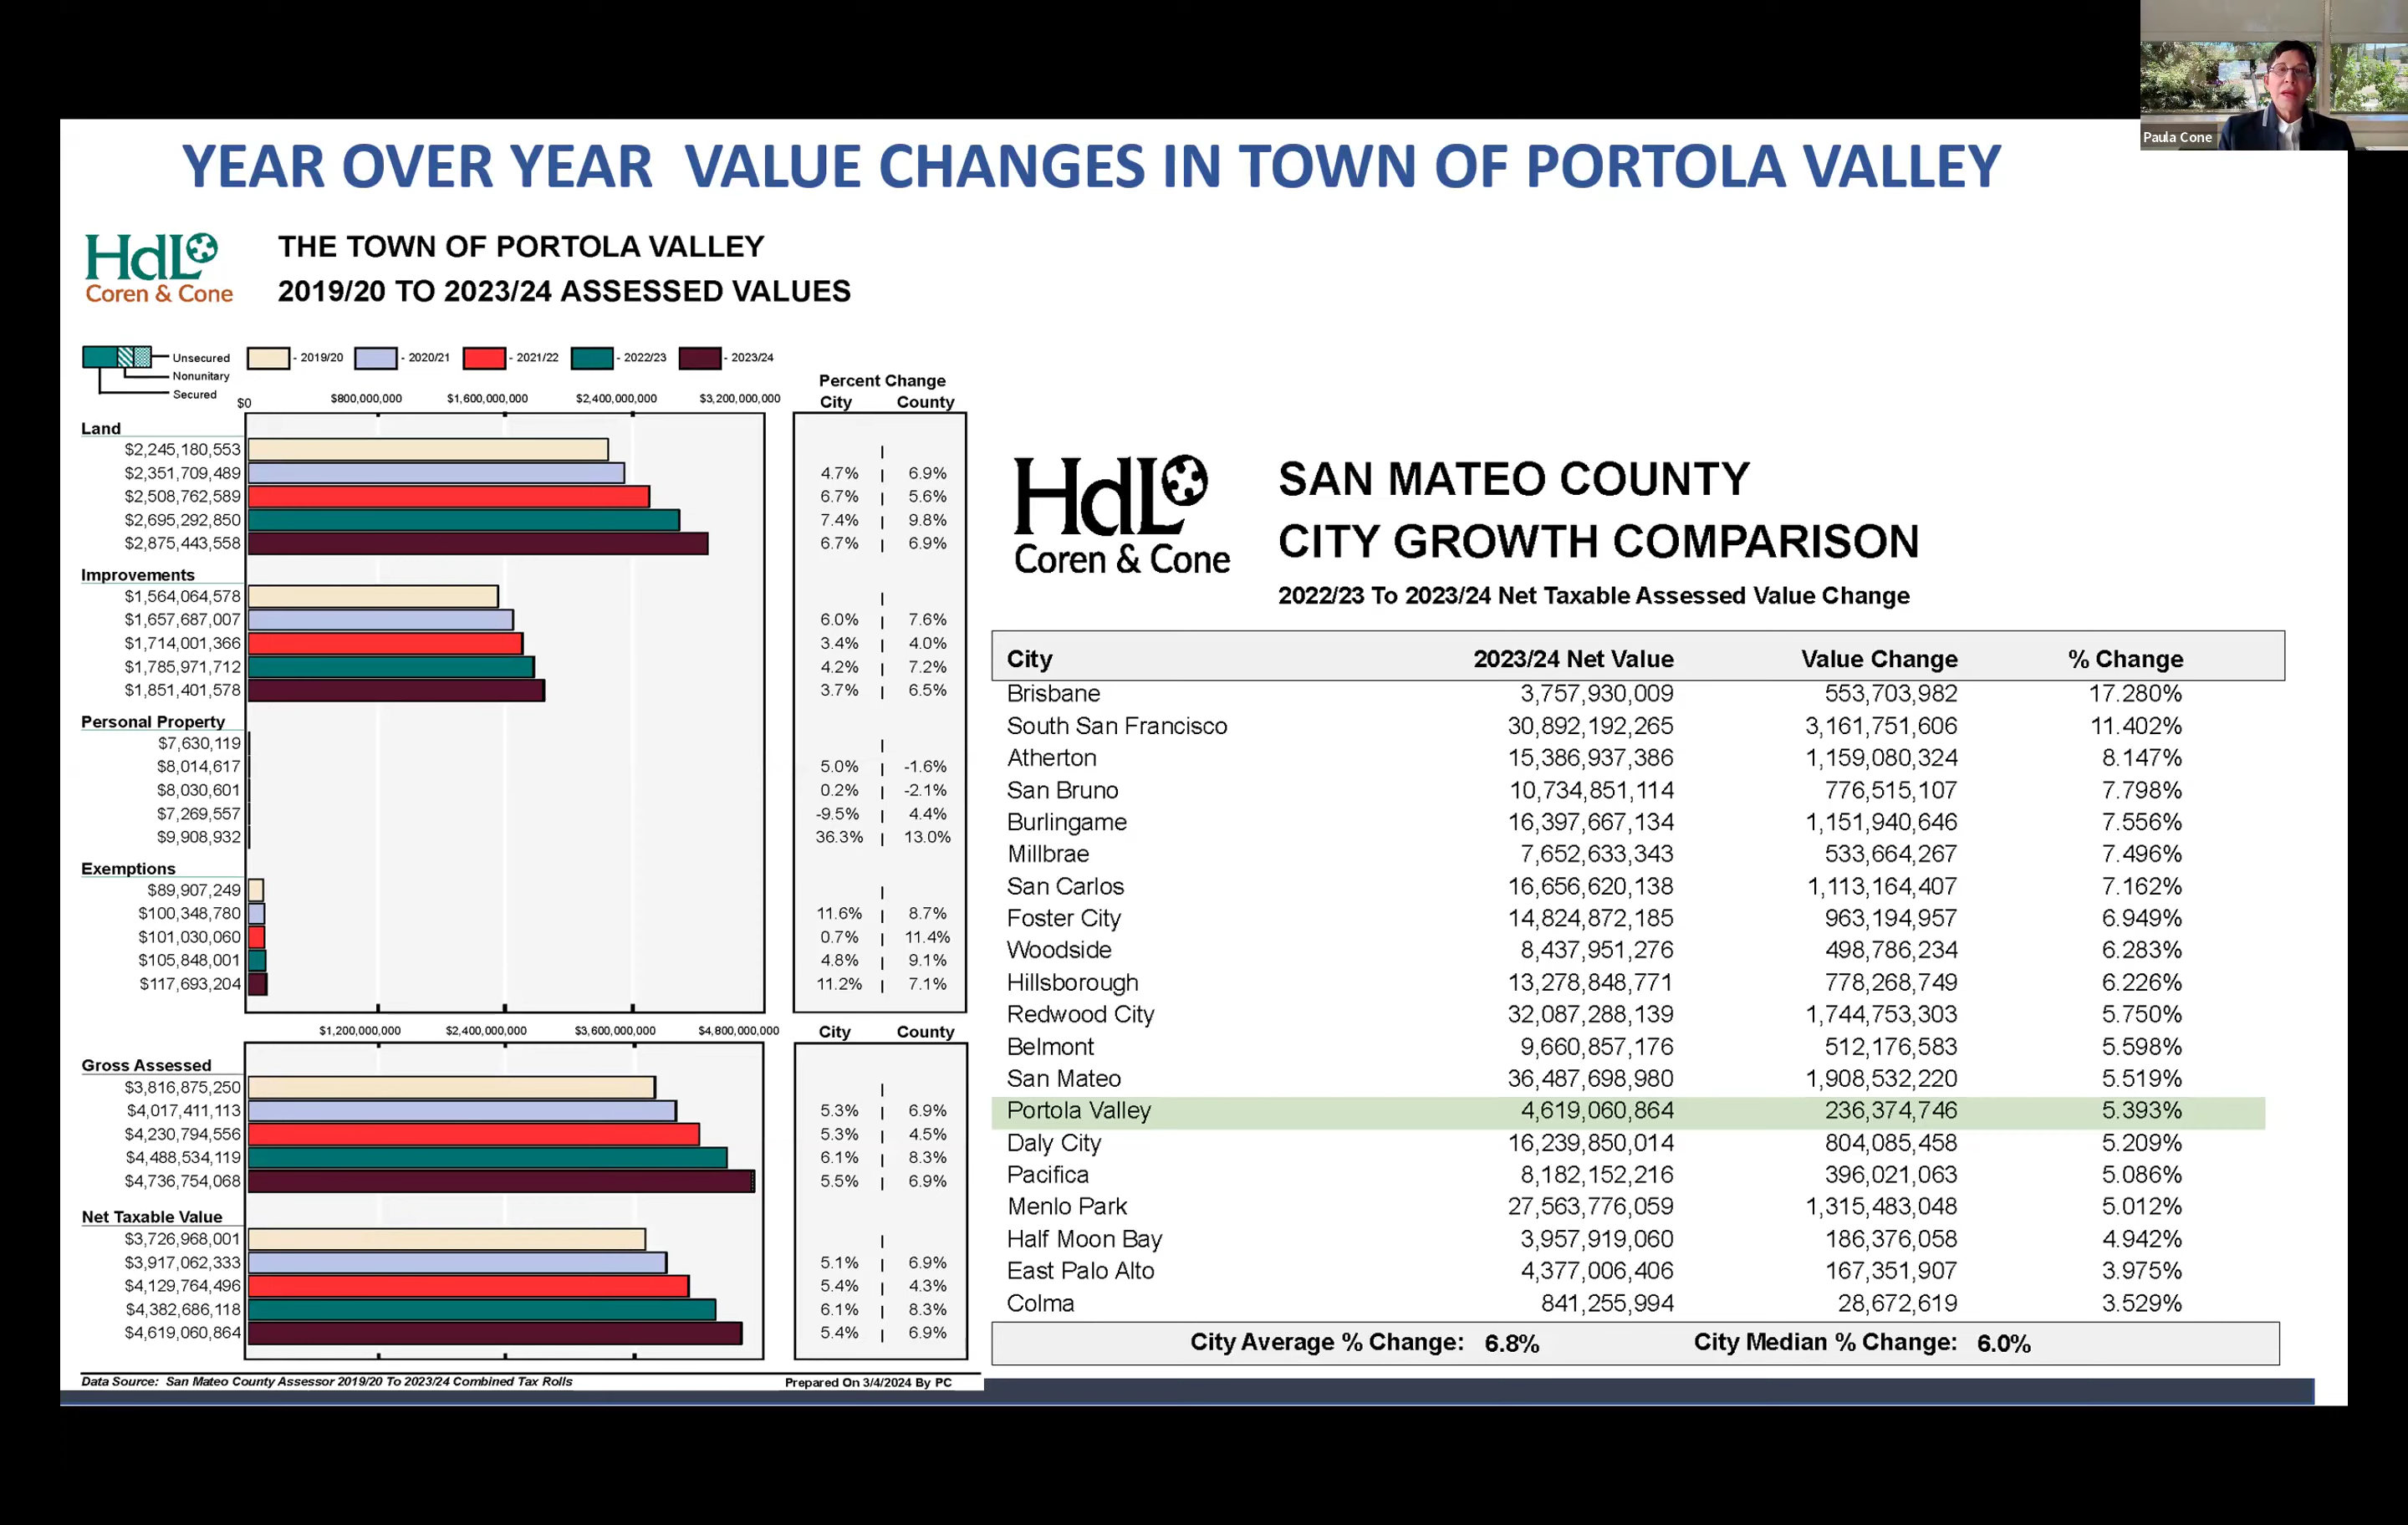 Paula Cone
YEAR OVER YEAR VALUE CHANGES IN TOWN OF PORTOLA VALLEY
HdL
Coren & Cone
THE TOWN OF PORTOLA VALLEY
2019/20 TO 2023/24 ASSESSED VALUES
Unsecured
Nonunitary
Secured
- 2019/20 - 2020/21 - 2021/22 - 2022/23 - 2023/24
Percent Change
$0 $800,000,000 $1,600,000,000 $2,400,000,000 $3,200,000,000 City County
Land
$2,245,180,553
$2,351,709,489 4.7% 6.9%
$2,508,762,589 6.7% 5.6%
$2,695,292,850 7.4% 9.8%
$2,875,443,558 6.7% 6.9%
Improvements
$1,564,064,578
$1,657,687,007 6.0% 7.6%
$1,714,001,366 3.4% 4.0%
$1,785,971,712 4.2% 7.2%
$1,851,401,578 3.7% 6.5%
Personal Property
$7,630,119
$8,014,617 5.0% -1.6%
$8,030,601 0.2% -2.1%
$7,269,557 -9.5% 4.4%
$9,908,932 36.3% 13.0%
Exemptions
$89,907,249
$100,348,780 11.6% 8.7%
$101,030,060 0.7% 11.4%
$105,848,001 4.8% 9.1%
$117,693,204 11.2% 7.1%
$1,200,000,000 $2,400,000,000 $3,600,000,000 $4,800,000,000 City County
Gross Assessed
$3,816,875,250
$4,017,411,113 5.3% 6.9%
$4,230,794,556 5.3% 4.5%
$4,488,534,119 6.1% 8.3%
$4,736,754,068 5.5% 6.9%
Net Taxable Value
$3,726,968,001
$3,917,062,333 5.1% 6.9%
$4,129,764,496 5.4% 4.3%
$4,382,686,118 6.1% 8.3%
$4,619,060,864 5.4% 6.9%
Data Source: San Mateo County Assessor 2019/20 To 2023/24 Combined Tax Rolls Prepared On 3/4/2024 By PC
HdL
Coren & Cone
SAN MATEO COUNTY
CITY GROWTH COMPARISON
2022/23 To 2023/24 Net Taxable Assessed Value Change
City 2023/24 Net Value Value Change % Change
Brisbane 3,757,930,009 553,703,982 17.280%
South San Francisco 30,892,192,265 3,161,751,606 11.402%
Atherton 15,386,937,386 1,159,080,324 8.147%
San Bruno 10,734,851,114 776,515,107 7.798%
Burlingame 16,397,667,134 1,151,940,646 7.556%
Millbrae 7,652,633,343 533,664,267 7.496%
San Carlos 16,656,620,138 1,113,164,407 7.162%
Foster City 14,824,872,185 963,194,957 6.949%
Woodside 8,437,951,276 498,786,234 6.283%
Hillsborough 13,278,848,771 778,268,749 6.226%
Redwood City 32,087,288,139 1,744,753,303 5.750%
Belmont 9,660,857,176 512,176,583 5.598%
San Mateo 36,487,698,980 1,908,532,220 5.519%
Portola Valley 4,619,060,864 236,374,746 5.393%
Daly City 16,239,850,014 804,085,458 5.209%
Pacifica 8,182,152,216 396,021,063 5.086%
Menlo Park 27,563,776,059 1,315,483,048 5.012%
Half Moon Bay 3,957,919,060 186,376,058 4.942%
East Palo Alto 4,377,006,406 167,351,907 3.975%
Colma 841,255,994 28,672,619 3.529%
City Average % Change: 6.8% City Median % Change: 6.0%